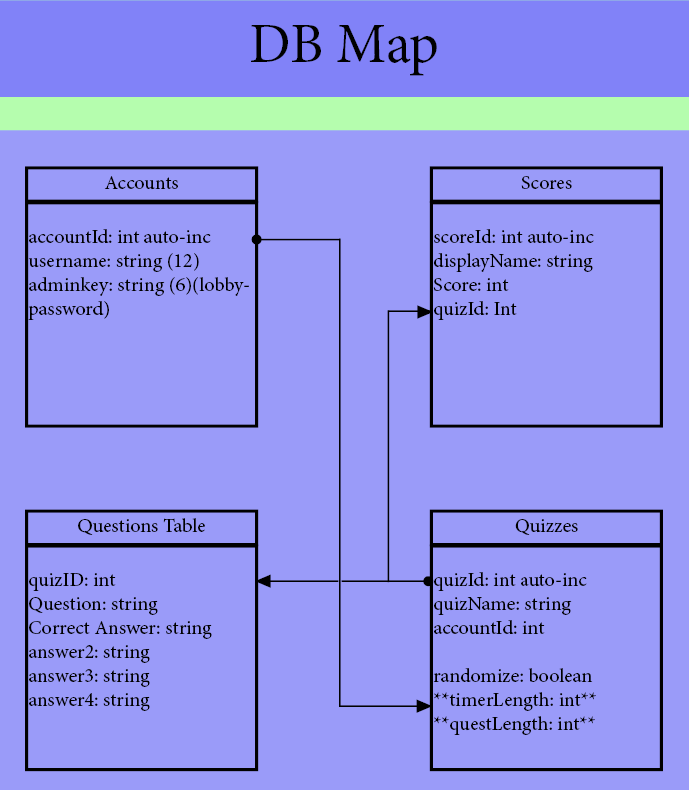 DB Map
Accounts
accountId: int auto-inc
username: string (12)
adminkey: string (6)(lobby-
password)
Scores
scoreId: int auto-inc
displayName: string
Score: int
quizId: Int
Questions Table
quizID: int
Question: string
Correct Answer: string
answer2: string
answer3: string
answer4: string
Quizzes
quizId: int auto-inc
quizName: string
accountId: int
randomize: boolean
**timerLength: int**
**questLength: int**